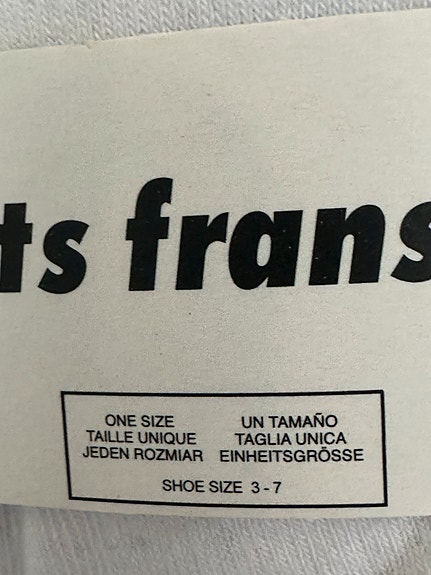 ts frans
ONE SIZE UN TAMAÑO
TAILLE UNIQUE TAGLIA UNICA
JEDEN ROZMIAR EINHEITSGRÖSSE
SHOE SIZE 3 - 7